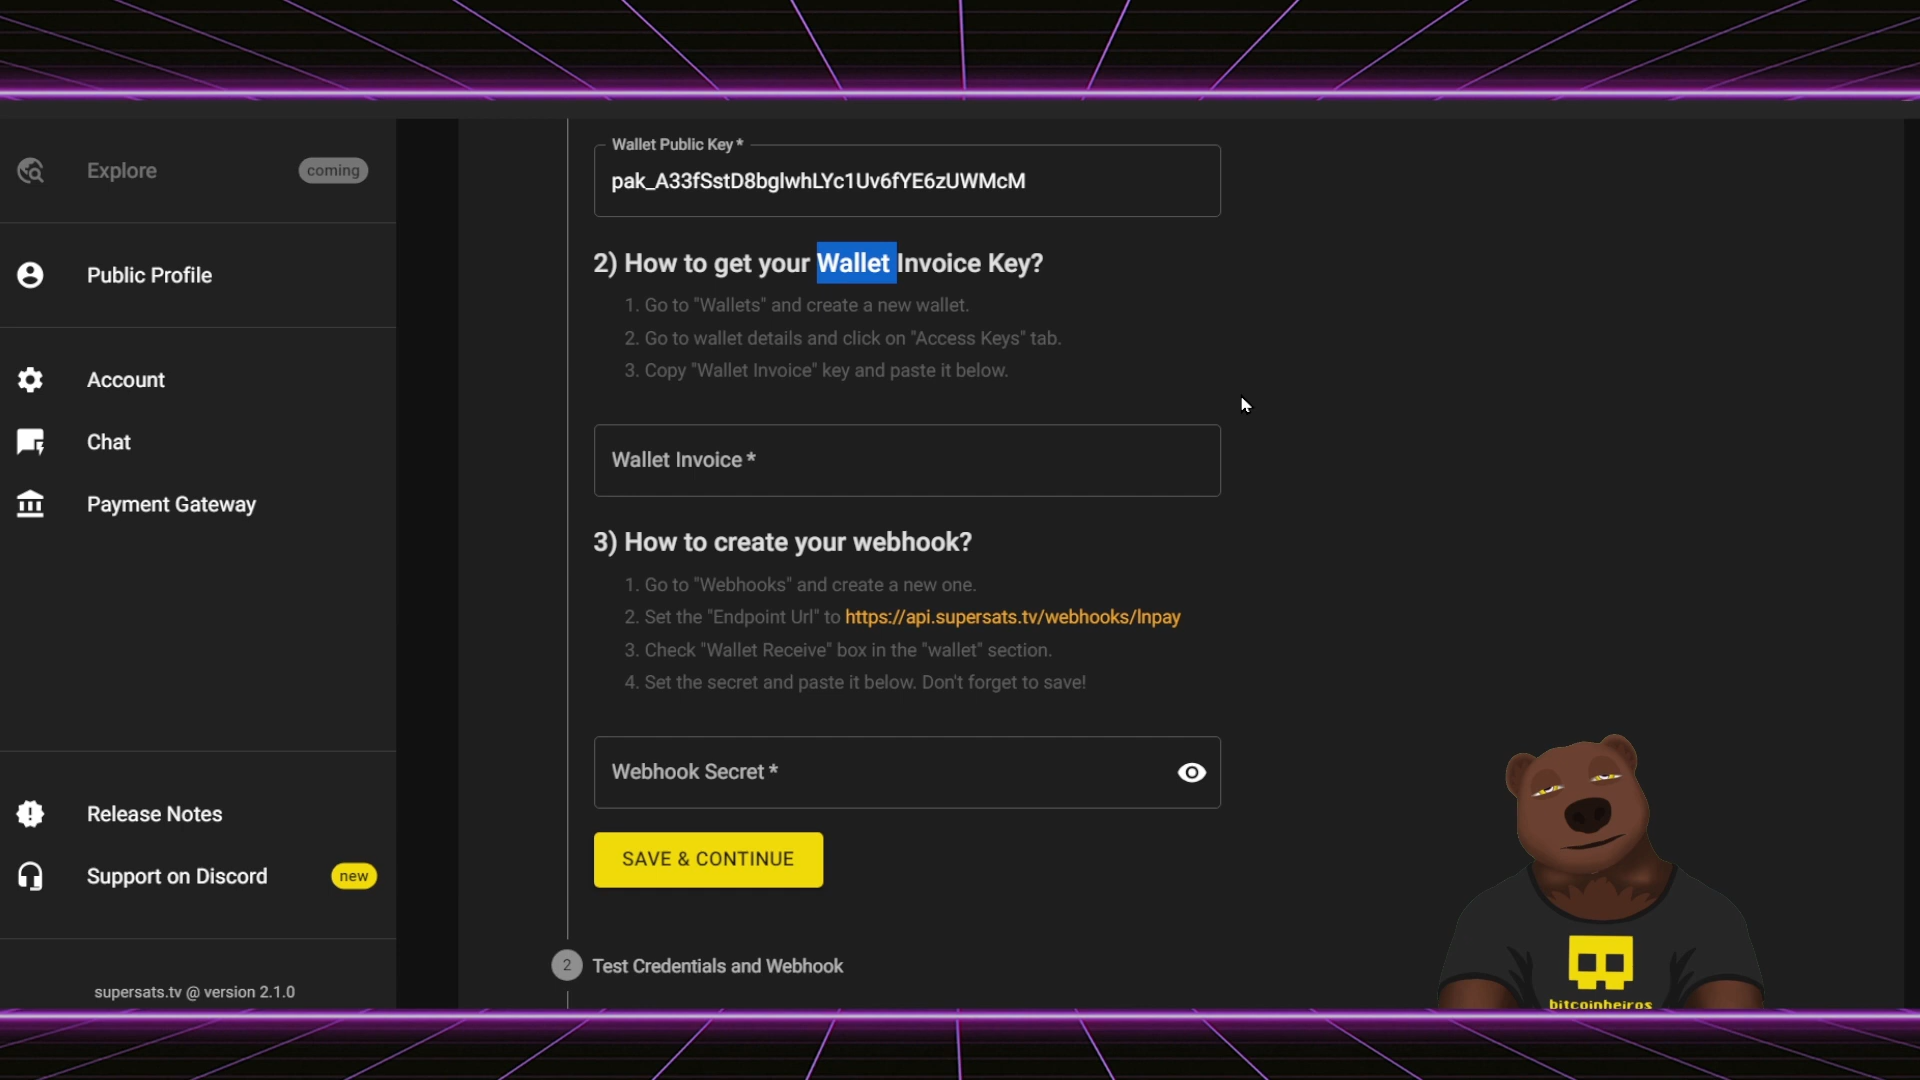 Explore
coming
Public Profile
Account
Chat
Payment Gateway
Release Notes
Support on Discord
new
supersats.tv @ version 2.1.0
Wallet Public Key *
pak_A33fSstD8bglwhLYc1Uv6fYE6zUWMcM
2) How to get your Wallet Invoice Key?
1. Go to "Wallets" and create a new wallet.
2. Go to wallet details and click on "Access Keys" tab.
3. Copy "Wallet Invoice" key and paste it below.
Wallet Invoice *
3) How to create your webhook?
1. Go to "Webhooks" and create a new one.
2. Set the "Endpoint Url" to https://api.supersats.tv/webhooks/lnpay
3. Check "Wallet Receive" box in the "wallet" section.
4. Set the secret and paste it below. Don't forget to save!
Webhook Secret *
SAVE & CONTINUE
2 Test Credentials and Webhook
bitcoinheiros